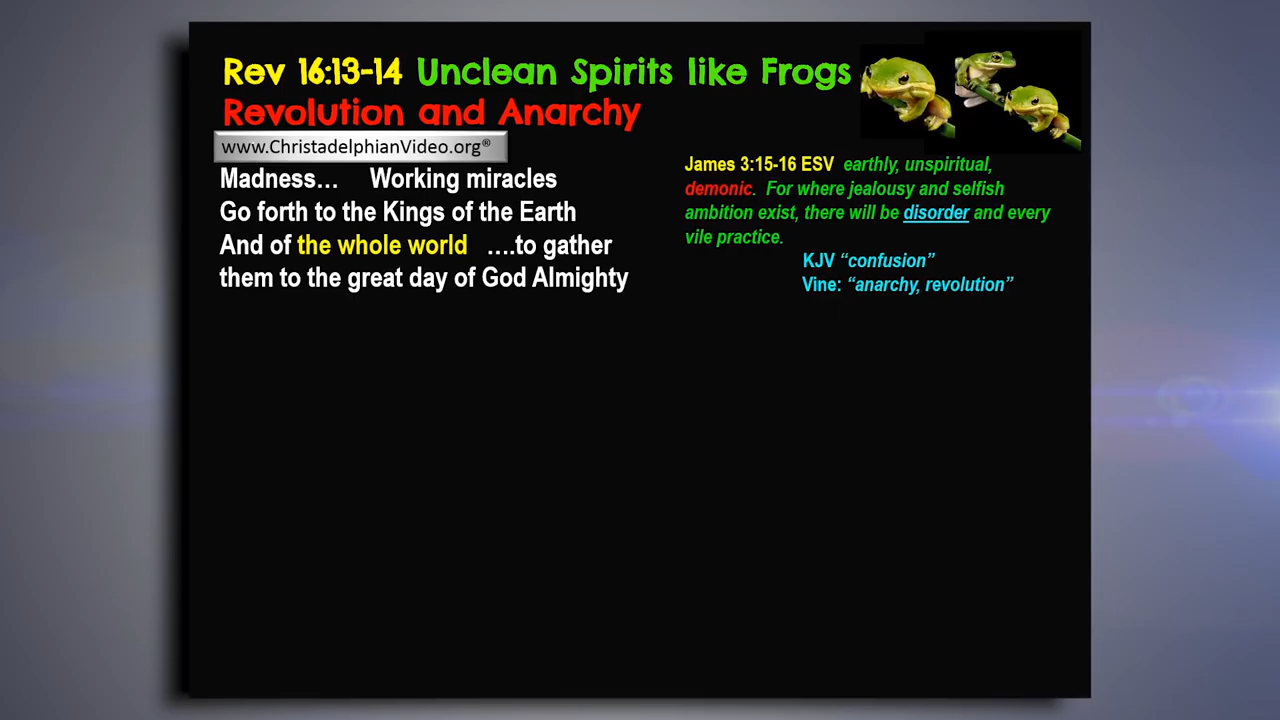 Rev 16:13-14 Unclean Spirits like Frogs
Revolution and Anarchy
www.ChristadelphianVideo.org®
Madness… Working miracles
Go forth to the Kings of the Earth
And of the whole world ….to gather
them to the great day of God Almighty
James 3:15-16 ESV earthly, unspiritual,
demonic. For where jealousy and selfish
ambition exist, there will be disorder and every
vile practice.
KJV “confusion”
Vine: “anarchy, revolution”